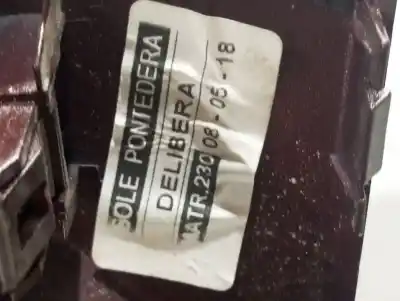 SOLE PONTEDERA
DELIBERA
MATR.230 08-05-18